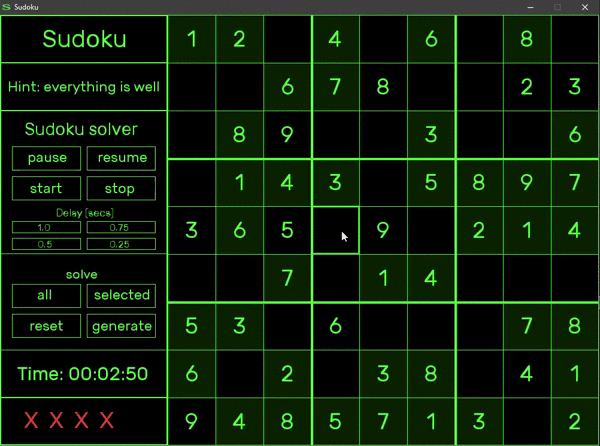 Sudoku
Sudoku
Hint: everything is well
Sudoku solver
pause resume
start stop
Delay (secs)
1.0 0.75
0.5 0.25
solve
all selected
reset generate
Time: 00:02:50
X X X X
1 2 4 6 8
6 7 8 2 3
8 9 3 6
1 4 3 5 8 9 7
3 6 5 9 2 1 4
7 1 4
5 3 6 7 8
6 2 3 8 4 1
9 4 8 5 7 1 3 2